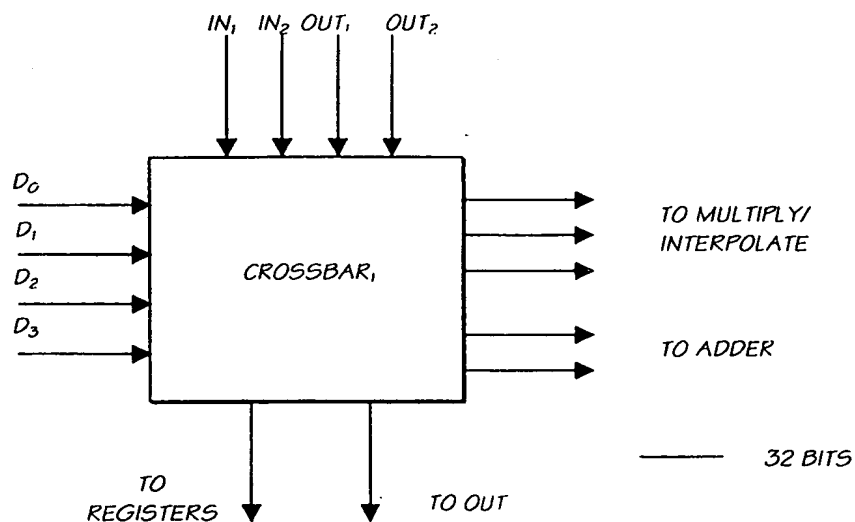 IN₁ IN₂ OUT₁ OUT₂
D₀
D₁
D₂
D₃
CROSSBAR₁
TO MULTIPLY/
INTERPOLATE
TO ADDER
32 BITS
TO
REGISTERS
TO OUT